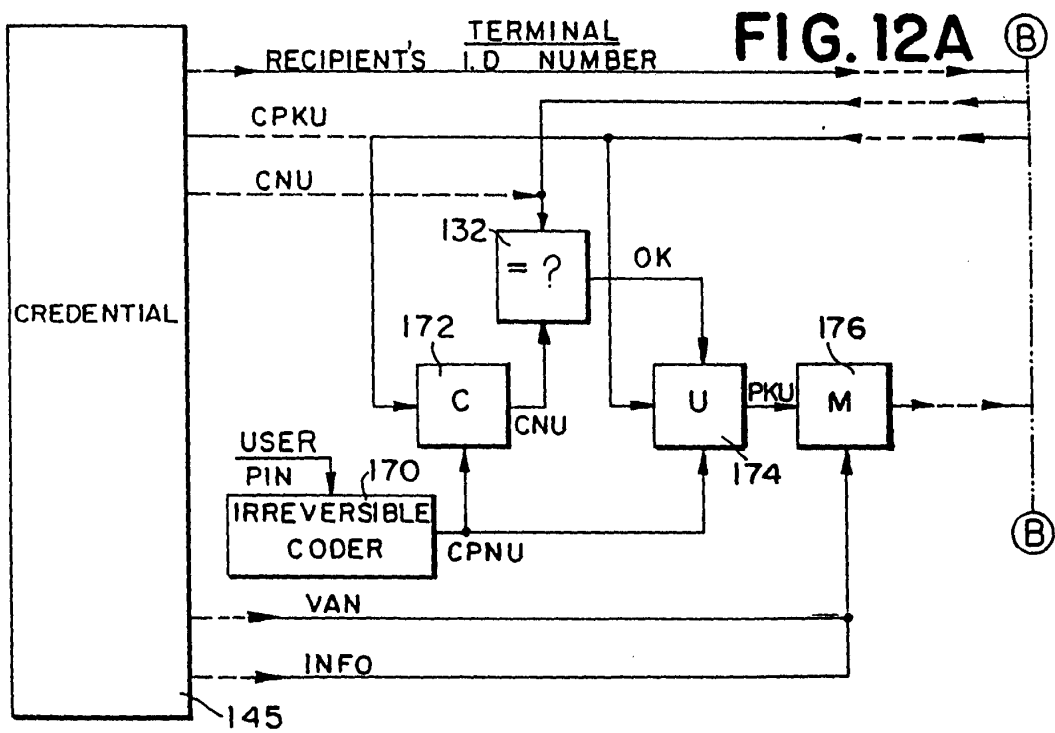 FIG. 12A
TERMINAL
RECIPIENT'S I.D NUMBER
B
CPKU
CNU
132
= ?
OK
CREDENTIAL
172
C
CNU
176
U
PKU
M
174
USER
PIN
170
IRREVERSIBLE
CODER
CPNU
B
VAN
INFO
145